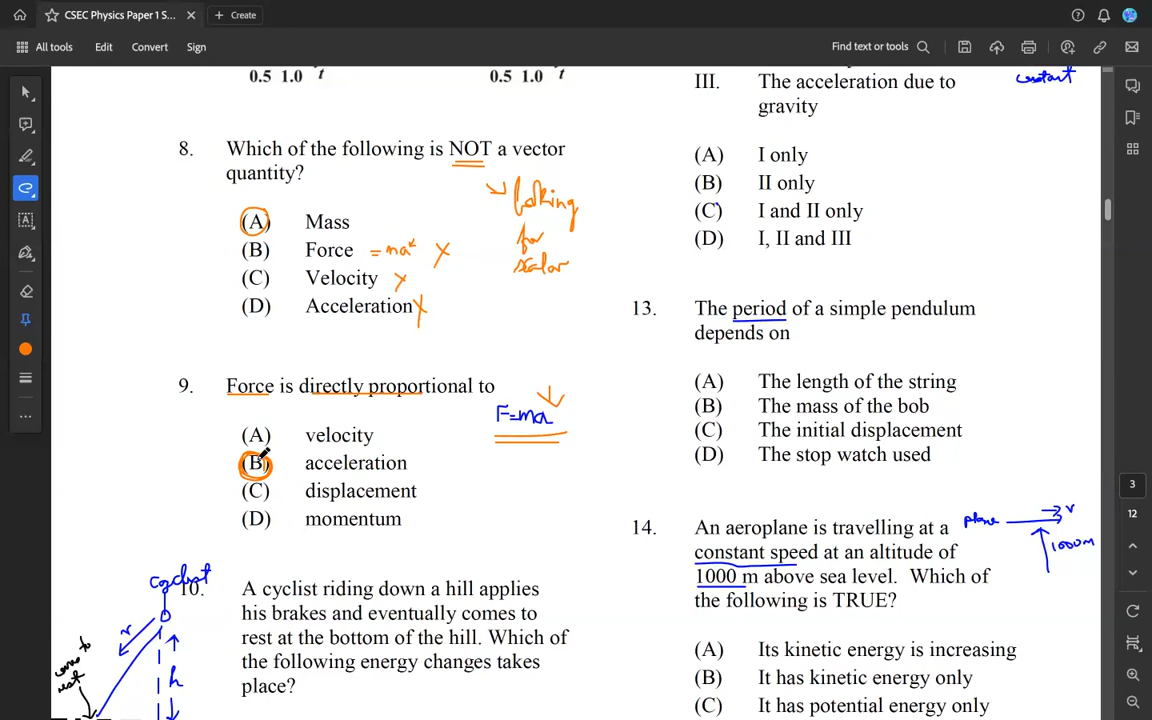 CSEC Physics Paper 1 S...
Create
All tools
Edit
Convert
Sign
Find text or tools
0.5 1.0 t
0.5 1.0 t
8. Which of the following is NOT a vector
quantity?
looking
for
scalar
(A) Mass
(B) Force = ma
(C) Velocity
(D) Acceleration
9. Force is directly proportional to
F=ma
(A) velocity
(B) acceleration
(C) displacement
(D) momentum
cyclist
10. A cyclist riding down a hill applies
his brakes and eventually comes to
rest at the bottom of the hill. Which of
the following energy changes takes
place?
v
h
come to
rest
constant
III. The acceleration due to
gravity
(A) I only
(B) II only
(C) I and II only
(D) I, II and III
13. The period of a simple pendulum
depends on
(A) The length of the string
(B) The mass of the bob
(C) The initial displacement
(D) The stop watch used
14. An aeroplane is travelling at a
constant speed at an altitude of
1000 m above sea level. Which of
the following is TRUE?
plane
v
1000m
(A) Its kinetic energy is increasing
(B) It has kinetic energy only
(C) It has potential energy only
3
12